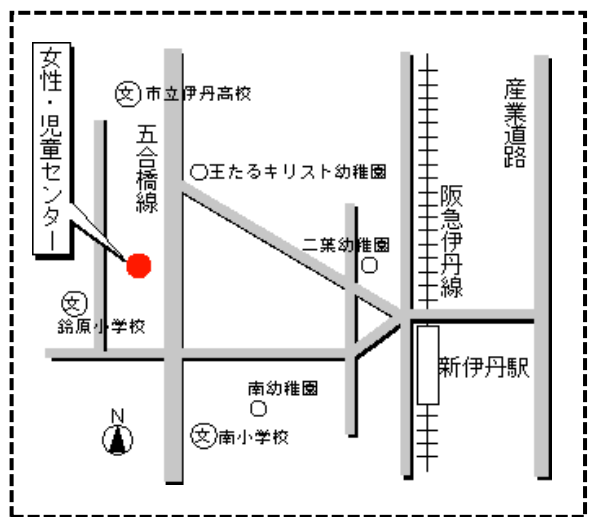 女性・児童センター
文
市立伊丹高校
五合橋線
王たるキリスト幼稚園
二葉幼稚園
阪急伊丹線
産業道路
文
鈴原小学校
新伊丹駅
南幼稚園
文
南小学校
N